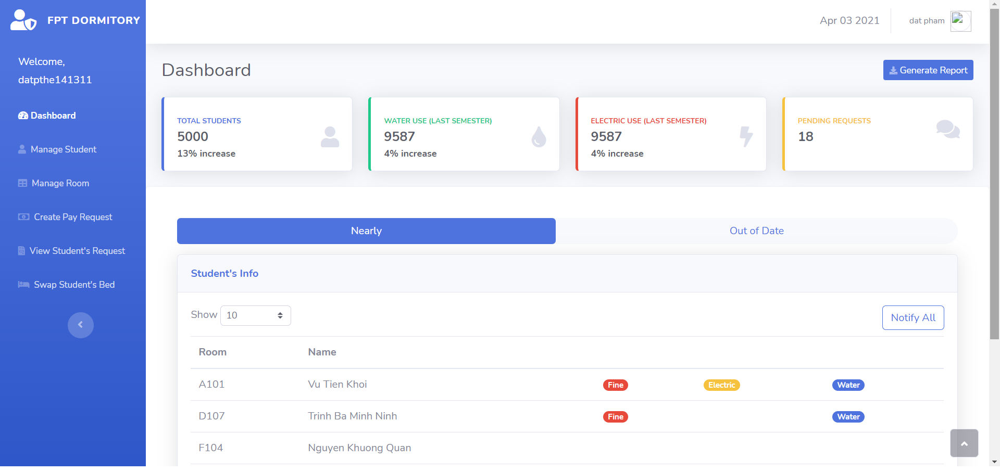 FPT DORMITORY
Apr 03 2021
dat pham
Welcome,
datpthe141311
Dashboard
Manage Student
Manage Room
Create Pay Request
View Student's Request
Swap Student's Bed
Dashboard
Generate Report
TOTAL STUDENTS
5000
13% increase
WATER USE (LAST SEMESTER)
9587
4% increase
ELECTRIC USE (LAST SEMESTER)
9587
4% increase
PENDING REQUESTS
18
Nearly
Out of Date
Student's Info
Show 10
Notify All
Room Name
A101 Vu Tien Khoi Fine Electric Water
D107 Trinh Ba Minh Ninh Fine Water
F104 Nguyen Khuong Quan